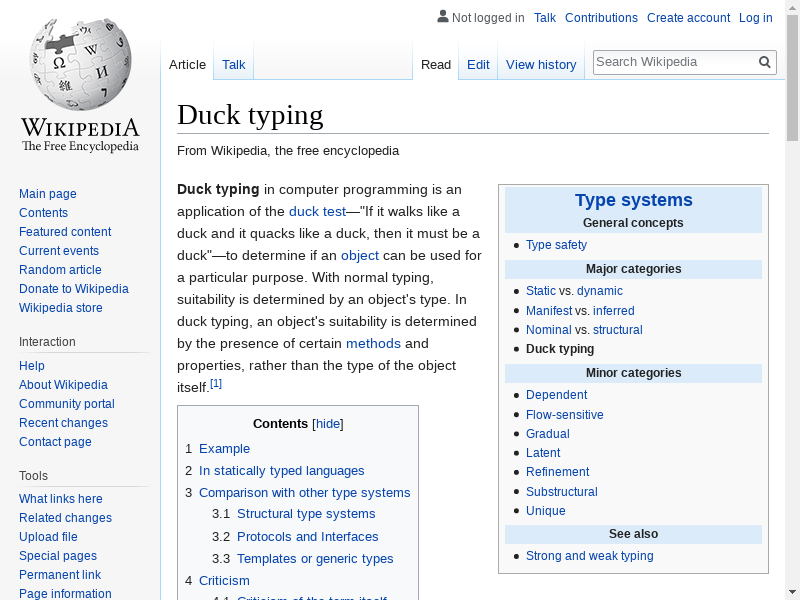 Not logged in Talk Contributions Create account Log in
Article Talk Read Edit View history Search Wikipedia
WIKIPEDIA
The Free Encyclopedia
Main page
Contents
Featured content
Current events
Random article
Donate to Wikipedia
Wikipedia store
Interaction
Help
About Wikipedia
Community portal
Recent changes
Contact page
Tools
What links here
Related changes
Upload file
Special pages
Permanent link
Page information
Duck typing
From Wikipedia, the free encyclopedia
Duck typing in computer programming is an
application of the duck test—"If it walks like a
duck and it quacks like a duck, then it must be a
duck"—to determine if an object can be used for
a particular purpose. With normal typing,
suitability is determined by an object's type. In
duck typing, an object's suitability is determined
by the presence of certain methods and
properties, rather than the type of the object
itself.[1]
Contents [hide]
1 Example
2 In statically typed languages
3 Comparison with other type systems
3.1 Structural type systems
3.2 Protocols and Interfaces
3.3 Templates or generic types
4 Criticism
4.1 Criticism of the term itself
Type systems
General concepts
Type safety
Major categories
Static vs. dynamic
Manifest vs. inferred
Nominal vs. structural
Duck typing
Minor categories
Dependent
Flow-sensitive
Gradual
Latent
Refinement
Substructural
Unique
See also
Strong and weak typing